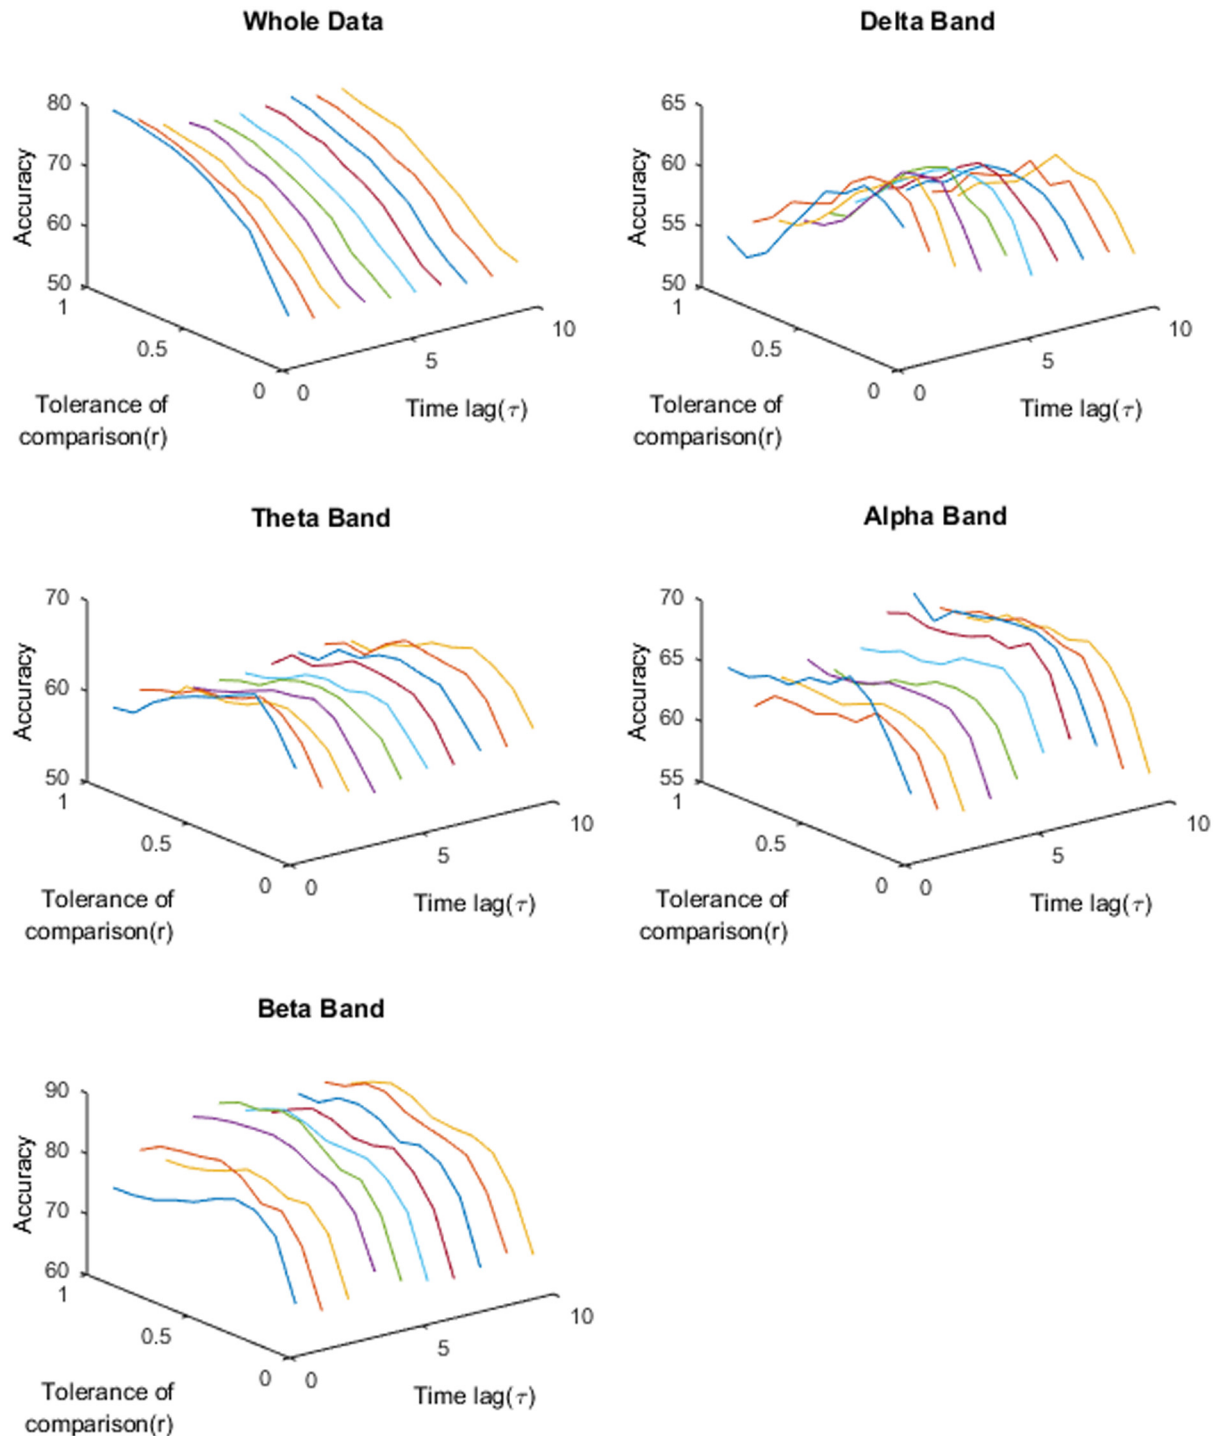 Whole Data
Accuracy
80
70
60
50
1
0.5
0
Tolerance of
comparison(r)
0
5
10
Time lag(τ)
Delta Band
Accuracy
65
60
55
50
1
0.5
0
Tolerance of
comparison(r)
0
5
10
Time lag(τ)
Theta Band
Accuracy
70
60
50
1
0.5
0
Tolerance of
comparison(r)
0
5
10
Time lag(τ)
Alpha Band
Accuracy
70
65
60
55
1
0.5
0
Tolerance of
comparison(r)
0
5
10
Time lag(τ)
Beta Band
Accuracy
90
80
70
60
1
0.5
0
Tolerance of
comparison(r)
0
5
10
Time lag(τ)